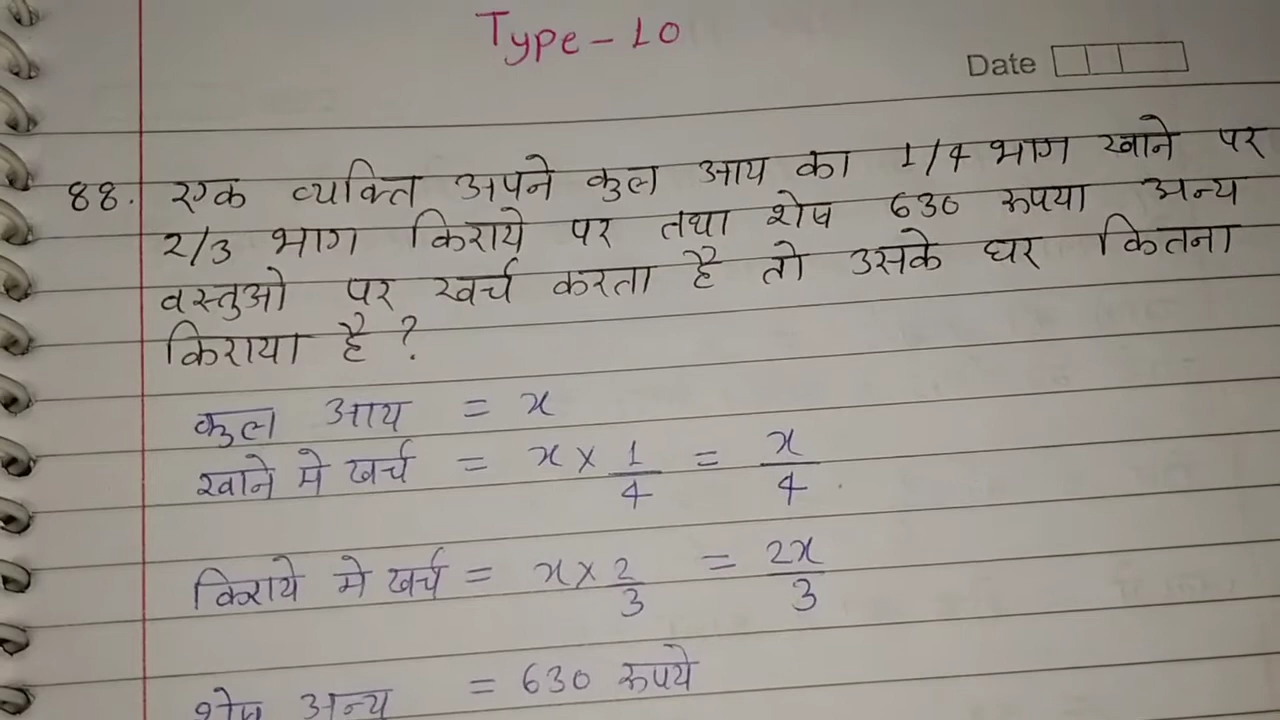 Type - 10
Date
88. एक व्यक्ति अपने कुल आय का 1/4 भाग खाने पर
2/3 भाग किराये पर तथा शेष 630 रुपया अन्य
वस्तुओ पर खर्च करता है तो उसके घर कितना
किराया है ?
कुल आय = x
खाने मे खर्च = x × 1/4 = x/4
किराये मे खर्च = x × 2/3 = 2x/3
शेष अन्य = 630 रुपये